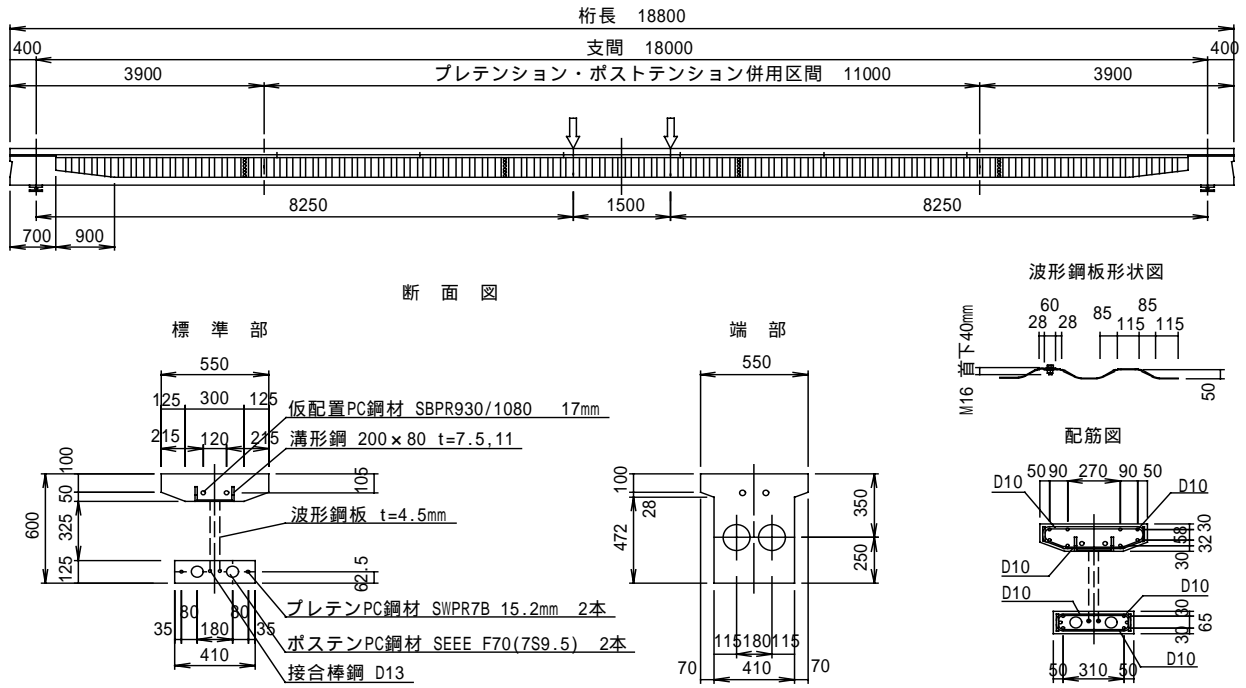 桁長 18800
400 支間 18000 400
3900 プレテンション・ポストテンション併用区間 11000 3900
8250 1500 8250
700 900
断 面 図
標 準 部
550
125 300 125
215 120 215
仮配置PC鋼材 SBPR930/1080 17mm
溝形鋼 200×80 t=7.5,11
波形鋼板 t=4.5mm
プレテンPC鋼材 SWPR7B 15.2mm 2本
ポステンPC鋼材 SEEE F70(7S9.5) 2本
接合棒鋼 D13
600
100
50
325
125
105
62.5
80 80
35 180 35
410
端 部
550
100
28
472
350
250
115 180 115
70 410 70
波形鋼板形状図
60
28 28
85 85
115 115
M16 首下40mm
50
配筋図
50 90 270 90 50
D10 D10
30
58
32
30
D10
D10 D10
30
65
30
D10
50 310 50